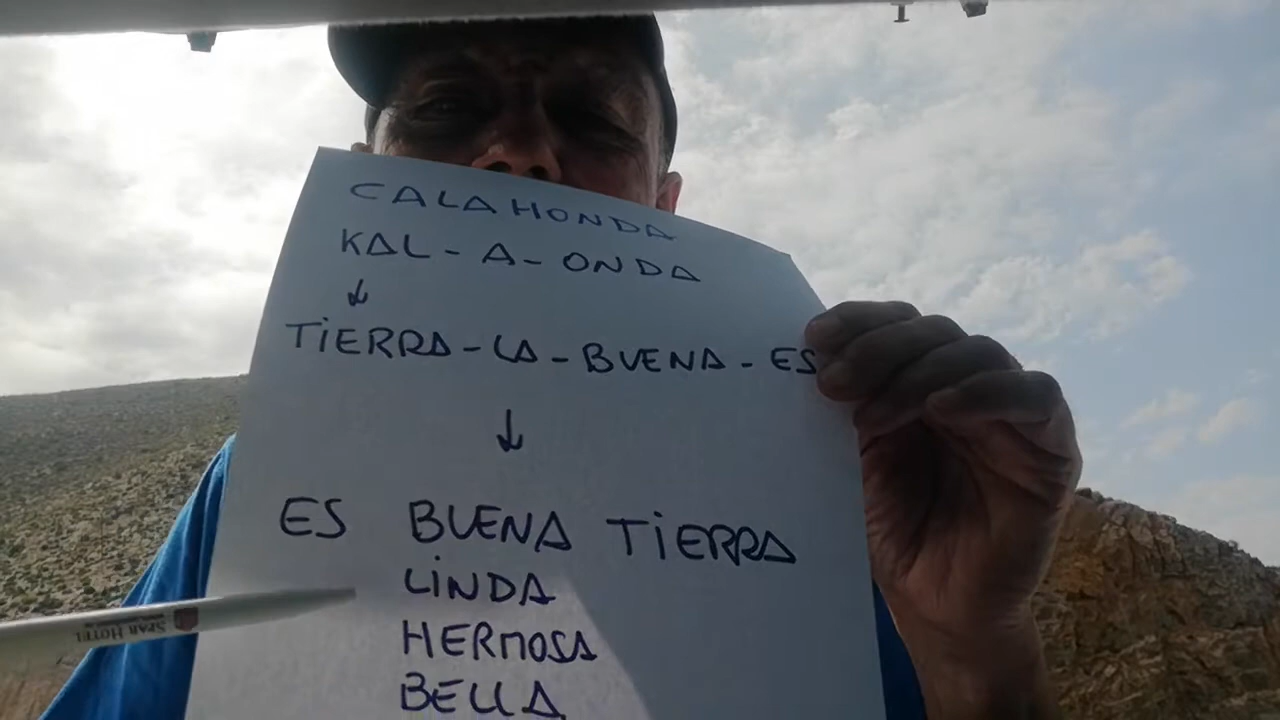 CALAHONDA
KAL-A-ONDA
TIERRA-LA-BUENA-ES
ES BUENA TIERRA
LINDA
HERMOSA
BELLA
SPAR HOTEL